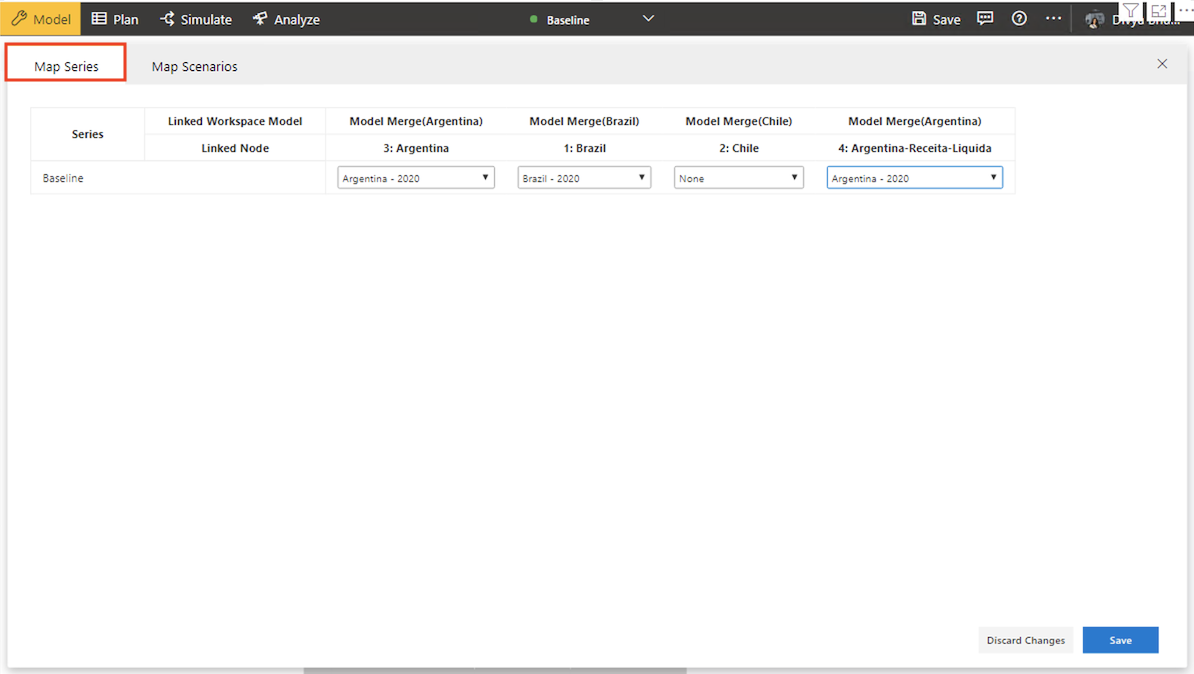 Model Plan Simulate Analyze Baseline Save
Map Series Map Scenarios
Series Linked Workspace Model Model Merge(Argentina) Model Merge(Brazil) Model Merge(Chile) Model Merge(Argentina)
Linked Node 3: Argentina 1: Brazil 2: Chile 4: Argentina-Receita-Liquida
Baseline Argentina - 2020 Brazil - 2020 None Argentina - 2020
Discard Changes Save